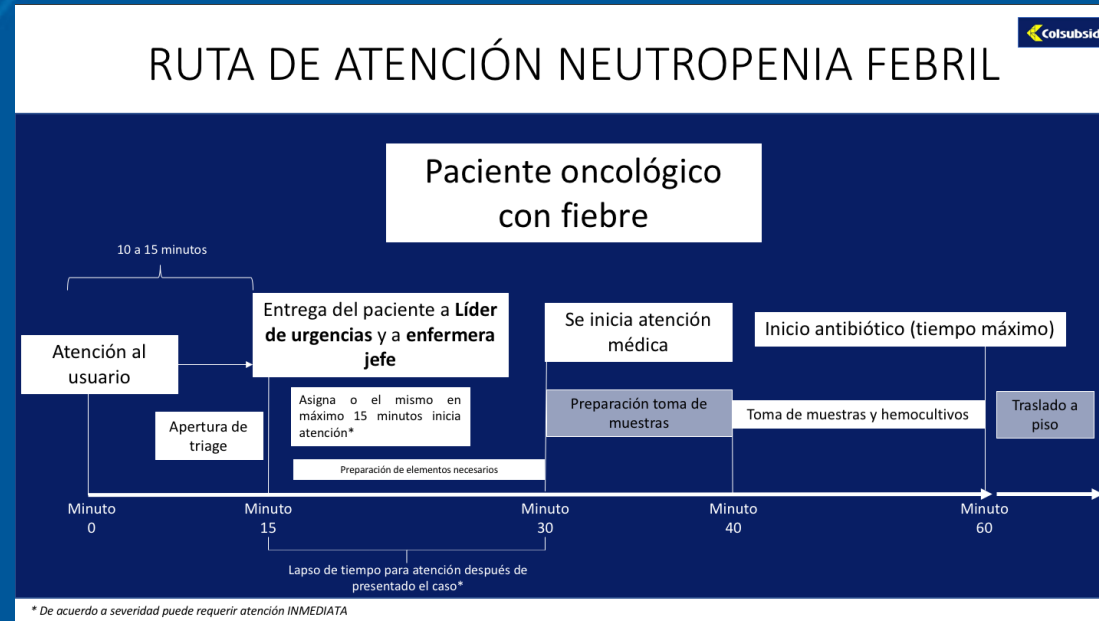 Colsubsid
RUTA DE ATENCIÓN NEUTROPENIA FEBRIL
Paciente oncológico
con fiebre
10 a 15 minutos
Atención al
usuario
Apertura de
triage
Entrega del paciente a Líder
de urgencias y a enfermera
jefe
Asigna o el mismo en
máximo 15 minutos inicia
atención*
Preparación de elementos necesarios
Se inicia atención
médica
Preparación toma de
muestras
Inicio antibiótico (tiempo máximo)
Toma de muestras y hemocultivos
Traslado a
piso
Minuto
0
Minuto
15
Minuto
30
Minuto
40
Minuto
60
Lapso de tiempo para atención después de
presentado el caso*
* De acuerdo a severidad puede requerir atención INMEDIATA